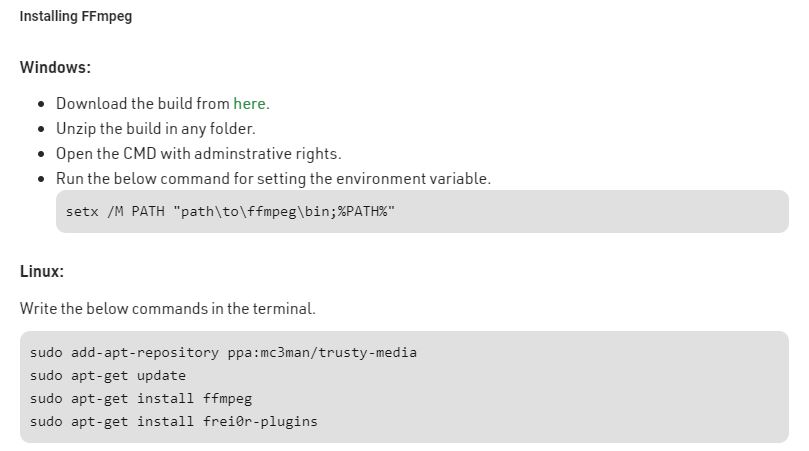 Installing FFmpeg
Windows:
Download the build from here.
Unzip the build in any folder.
Open the CMD with adminstrative rights.
Run the below command for setting the environment variable.
setx /M PATH "path\to\ffmpeg\bin;%PATH%"
Linux:
Write the below commands in the terminal.
sudo add-apt-repository ppa:mc3man/trusty-media
sudo apt-get update
sudo apt-get install ffmpeg
sudo apt-get install frei0r-plugins